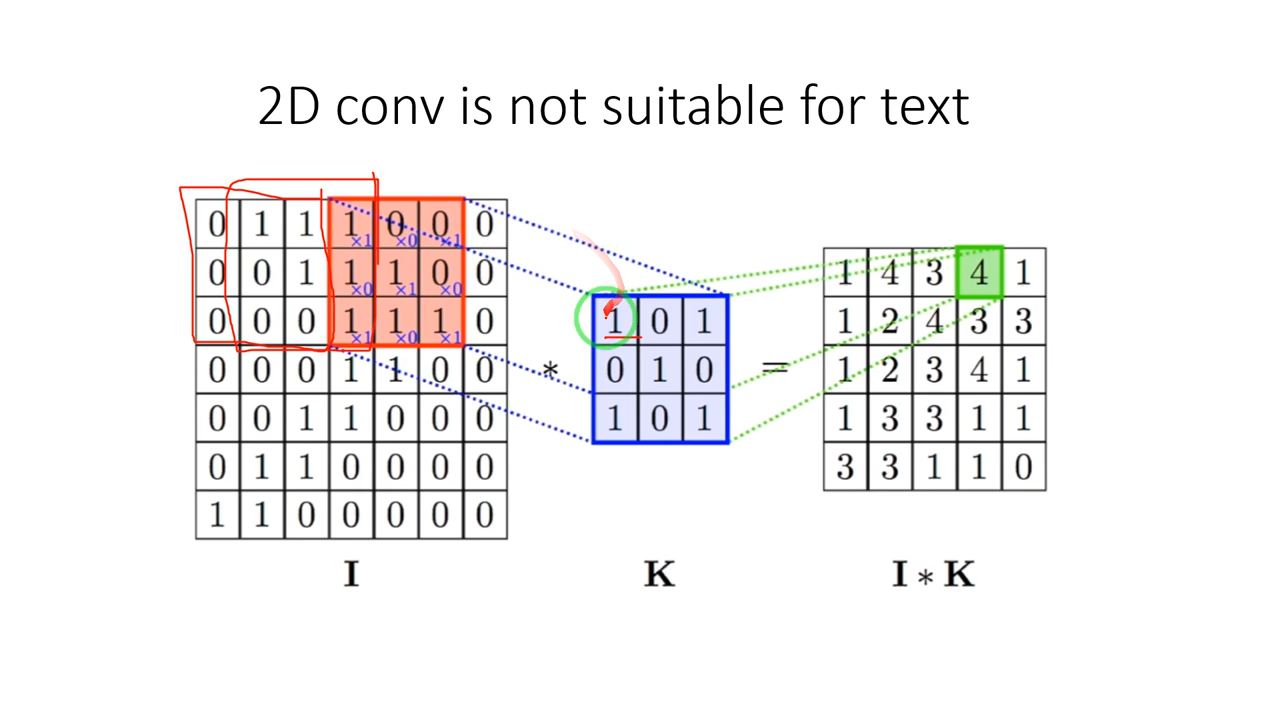 2D conv is not suitable for text
0 1 1 1 0 0 0
×1 ×0 ×1
0 0 1 1 1 0 0
×0 ×1 ×0
0 0 0 1 1 1 0
×1 ×0 ×1
0 0 0 1 1 0 0
0 0 1 1 0 0 0
0 1 1 0 0 0 0
1 1 0 0 0 0 0
I
*
1 0 1
0 1 0
1 0 1
K
=
1 4 3 4 1
1 2 4 3 3
1 2 3 4 1
1 3 3 1 1
3 3 1 1 0
I * K